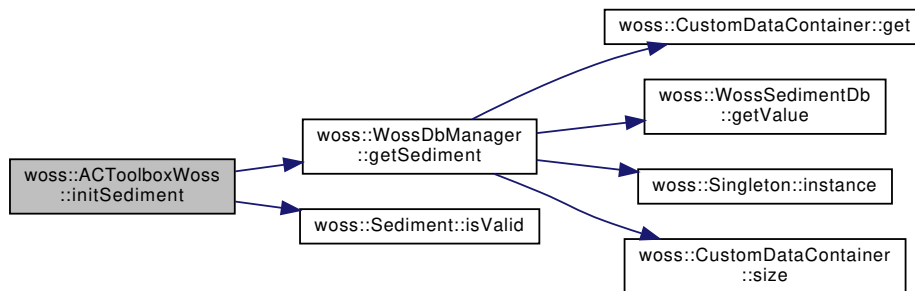 woss::ACToolboxWoss
::initSediment
woss::WossDbManager
::getSediment
woss::Sediment::isValid
woss::CustomDataContainer::get
woss::WossSedimentDb
::getValue
woss::Singleton::instance
woss::CustomDataContainer
::size